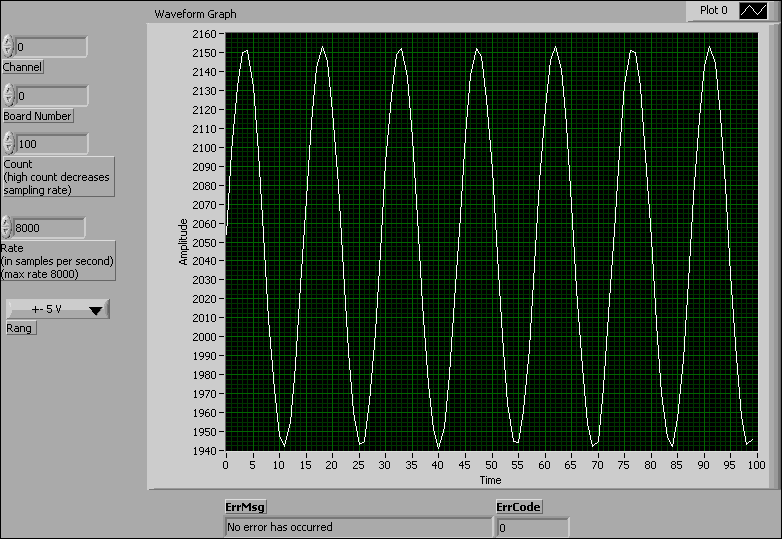 Waveform Graph
Plot 0
0
Channel
0
Board Number
100
Count
(high count decreases
sampling rate)
8000
Rate
(in samples per second)
(max rate 8000)
+- 5 V
Rang
Amplitude
2160
2150
2140
2130
2120
2110
2100
2090
2080
2070
2060
2050
2040
2030
2020
2010
2000
1990
1980
1970
1960
1950
1940
0 5 10 15 20 25 30 35 40 45 50 55 60 65 70 75 80 85 90 95 100
Time
ErrMsg
No error has occurred
ErrCode
0